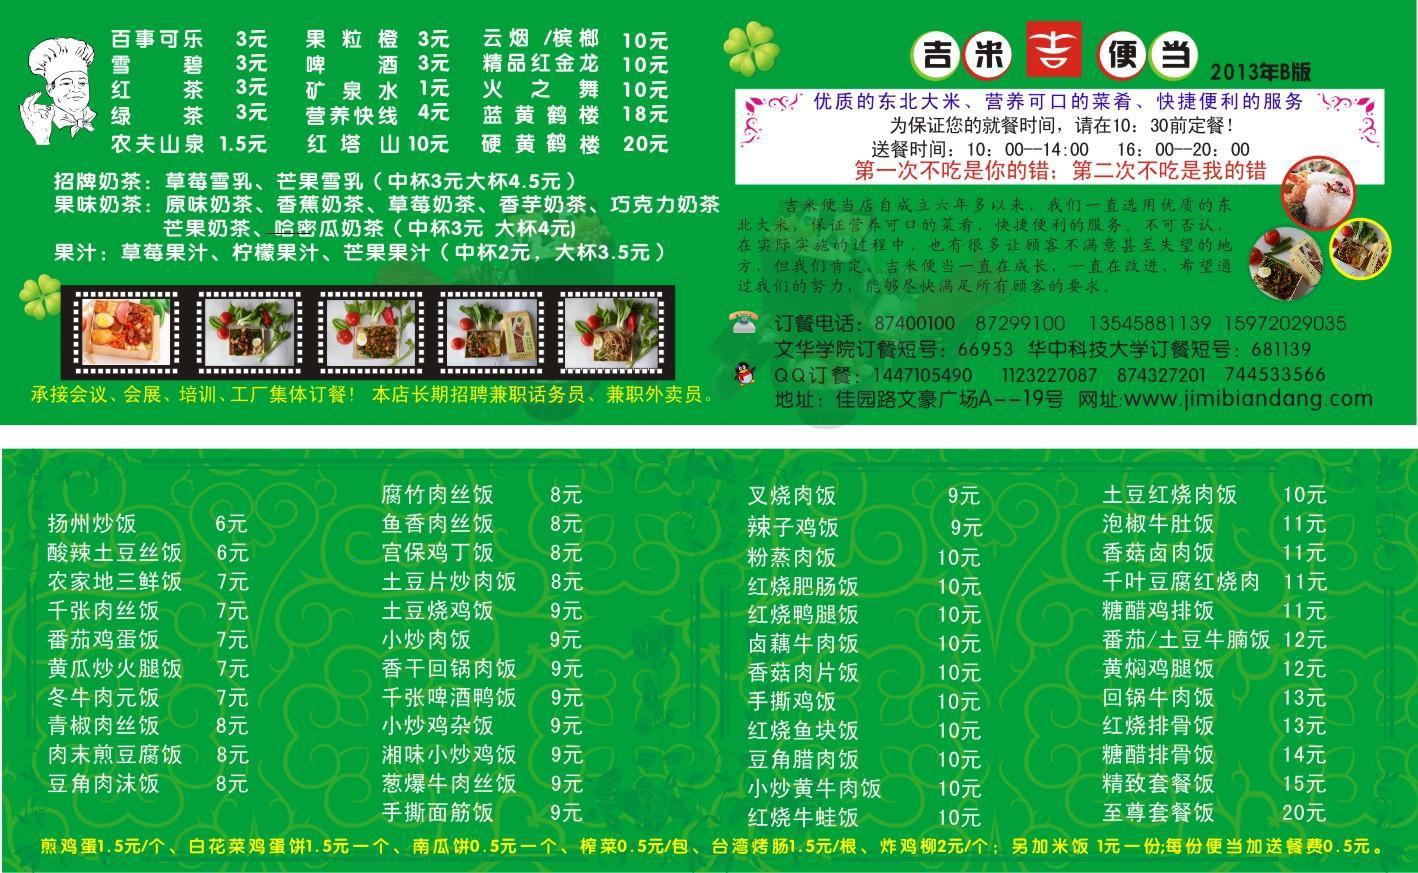 百事可乐 3元 果粒橙 3元 云烟/槟榔 10元
雪碧 3元 啤酒 3元 精品红金龙 10元
红茶 3元 矿泉水 1元 火之舞 10元
绿茶 3元 营养快线 4元 蓝黄鹤楼 18元
农夫山泉 1.5元 红塔山 10元 硬黄鹤楼 20元
招牌奶茶：草莓雪乳、芒果雪乳（中杯3元大杯4.5元）
果味奶茶：原味奶茶、香蕉奶茶、草莓奶茶、香芋奶茶、巧克力奶茶
芒果奶茶、哈密瓜奶茶（中杯3元 大杯4元)
果汁：草莓果汁、柠檬果汁、芒果果汁（中杯2元，大杯3.5元）
承接会议、会展、培训、工厂集体订餐！ 本店长期招聘兼职话务员、兼职外卖员。
吉米 吉 便当 2013年B版
优质的东北大米、营养可口的菜肴、快捷便利的服务
为保证您的就餐时间，请在10：30前定餐！
送餐时间：10：00--14:00 16：00--20：00
第一次不吃是你的错；第二次不吃是我的错
吉米便当店自成立六年多以来，我们一直选用优质的东
北大米，保证营养可口的菜肴，快捷便利的服务。不可否认，
在实际实施的过程中，也有很多让顾客不满意甚至失望的地
方，但我们肯定，吉米便当一直在成长，一直在改进，希望通
过我们的努力，能够尽快满足所有顾客的要求。
订餐电话：87400100 87299100 13545881139 15972029035
文华学院订餐短号：66953 华中科技大学订餐短号：681139
QQ订餐：1447105490 1123227087 874327201 744533566
地址：佳园路文豪广场A--19号 网址:www.jimibiandang.com
扬州炒饭 6元
酸辣土豆丝饭 6元
农家地三鲜饭 7元
千张肉丝饭 7元
番茄鸡蛋饭 7元
黄瓜炒火腿饭 7元
冬牛肉元饭 7元
青椒肉丝饭 8元
肉末煎豆腐饭 8元
豆角肉沫饭 8元
腐竹肉丝饭 8元
鱼香肉丝饭 8元
宫保鸡丁饭 8元
土豆片炒肉饭 8元
土豆烧鸡饭 9元
小炒肉饭 9元
香干回锅肉饭 9元
千张啤酒鸭饭 9元
小炒鸡杂饭 9元
湘味小炒鸡饭 9元
葱爆牛肉丝饭 9元
手撕面筋饭 9元
叉烧肉饭 9元
辣子鸡饭 9元
粉蒸肉饭 10元
红烧肥肠饭 10元
红烧鸭腿饭 10元
卤藕牛肉饭 10元
香菇肉片饭 10元
手撕鸡饭 10元
红烧鱼块饭 10元
豆角腊肉饭 10元
小炒黄牛肉饭 10元
红烧牛蛙饭 10元
土豆红烧肉饭 10元
泡椒牛肚饭 11元
香菇卤肉饭 11元
千叶豆腐红烧肉 11元
糖醋鸡排饭 11元
番茄/土豆牛腩饭 12元
黄焖鸡腿饭 12元
回锅牛肉饭 13元
红烧排骨饭 13元
糖醋排骨饭 14元
精致套餐饭 15元
至尊套餐饭 20元
煎鸡蛋1.5元/个、白花菜鸡蛋饼1.5元一个、南瓜饼0.5元一个、榨菜0.5元/包、台湾烤肠1.5元/根、炸鸡柳2元/个；另加米饭 1元一份;每份便当加送餐费0.5元。